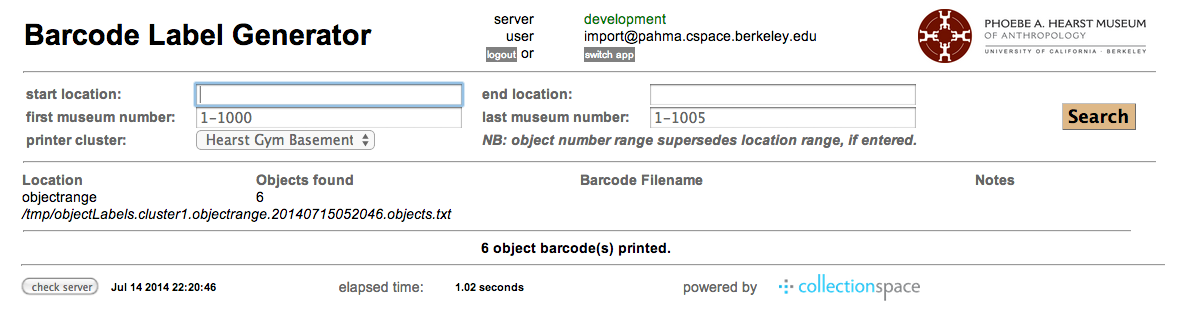 Barcode Label Generator
server development
user import@pahma.cspace.berkeley.edu
logout or switch app
PHOEBE A. HEARST MUSEUM
OF ANTHROPOLOGY
UNIVERSITY OF CALIFORNIA · BERKELEY
start location: end location:
first museum number: 1-1000 last museum number: 1-1005
Search
printer cluster: Hearst Gym Basement NB: object number range supersedes location range, if entered.
Location Objects found Barcode Filename Notes
objectrange 6
/tmp/objectLabels.cluster1.objectrange.20140715052046.objects.txt
6 object barcode(s) printed.
check server Jul 14 2014 22:20:46 elapsed time: 1.02 seconds powered by collectionspace